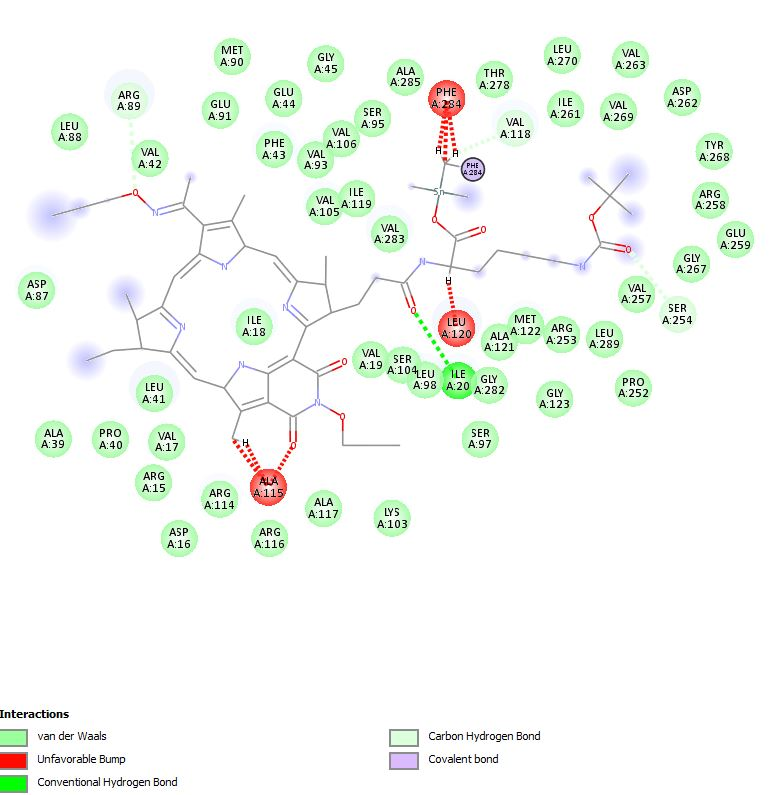 MET
A:90
GLY
A:45
LEU
A:270
VAL
A:263
ALA
A:285
THR
A:278
PHE
A:284
ASP
A:262
ARG
A:89
GLU
A:44
GLU
A:91
ILE
A:261
VAL
A:269
SER
A:95
VAL
A:118
LEU
A:88
VAL
A:106
PHE
A:43
VAL
A:93
VAL
A:42
TYR
A:268
H
H
PHE
A:284
Sn
O
N
ILE
A:119
VAL
A:105
ARG
A:258
O
VAL
A:283
O
O
GLU
A:259
O
N
N
N
GLY
A:267
H
ASP
A:87
VAL
A:257
N
O
SER
A:254
ILE
A:18
N
LEU
A:120
MET
A:122
ALA
A:121
ARG
A:253
LEU
A:289
N
O
VAL
A:19
SER
A:104
LEU
A:98
ILE
A:20
GLY
A:282
PRO
A:252
LEU
A:41
GLY
A:123
N
O
ALA
A:39
PRO
A:40
VAL
A:17
H
O
SER
A:97
ARG
A:15
ALA
A:115
ARG
A:114
ALA
A:117
LYS
A:103
ASP
A:16
ARG
A:116
Interactions
van der Waals
Unfavorable Bump
Conventional Hydrogen Bond
Carbon Hydrogen Bond
Covalent bond